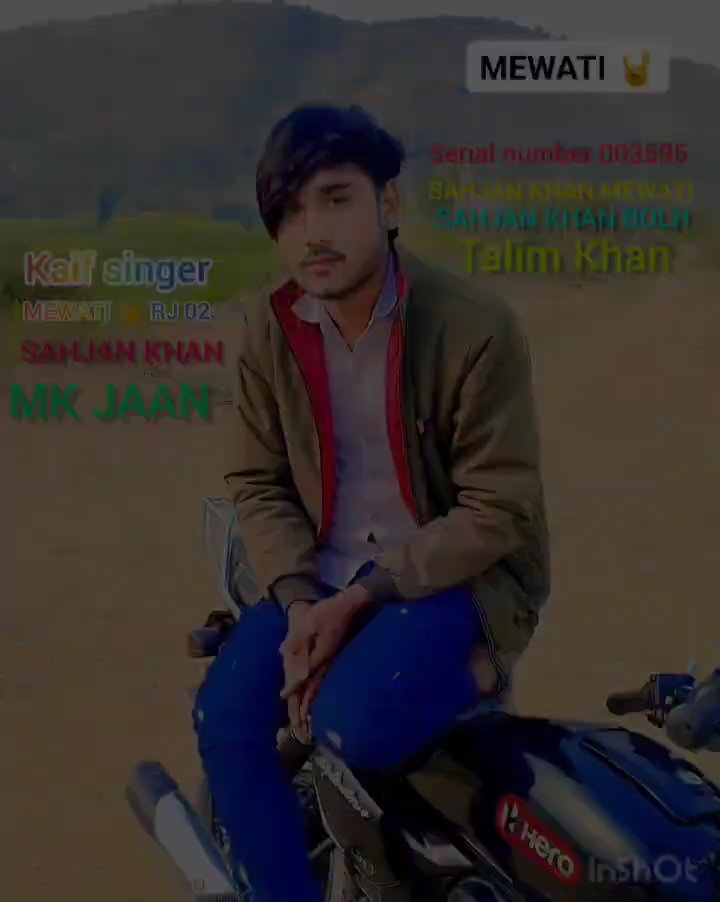 MEWATI 🤘
Serial number 003595
SAHJAN KHAN MEWATI
SAHJAN KHAN BOLH
Talim Khan
Kaif singer
MEWATI 🤘 RJ 02
SAHJAN KHAN
MK JAAN
Hero
InShOt